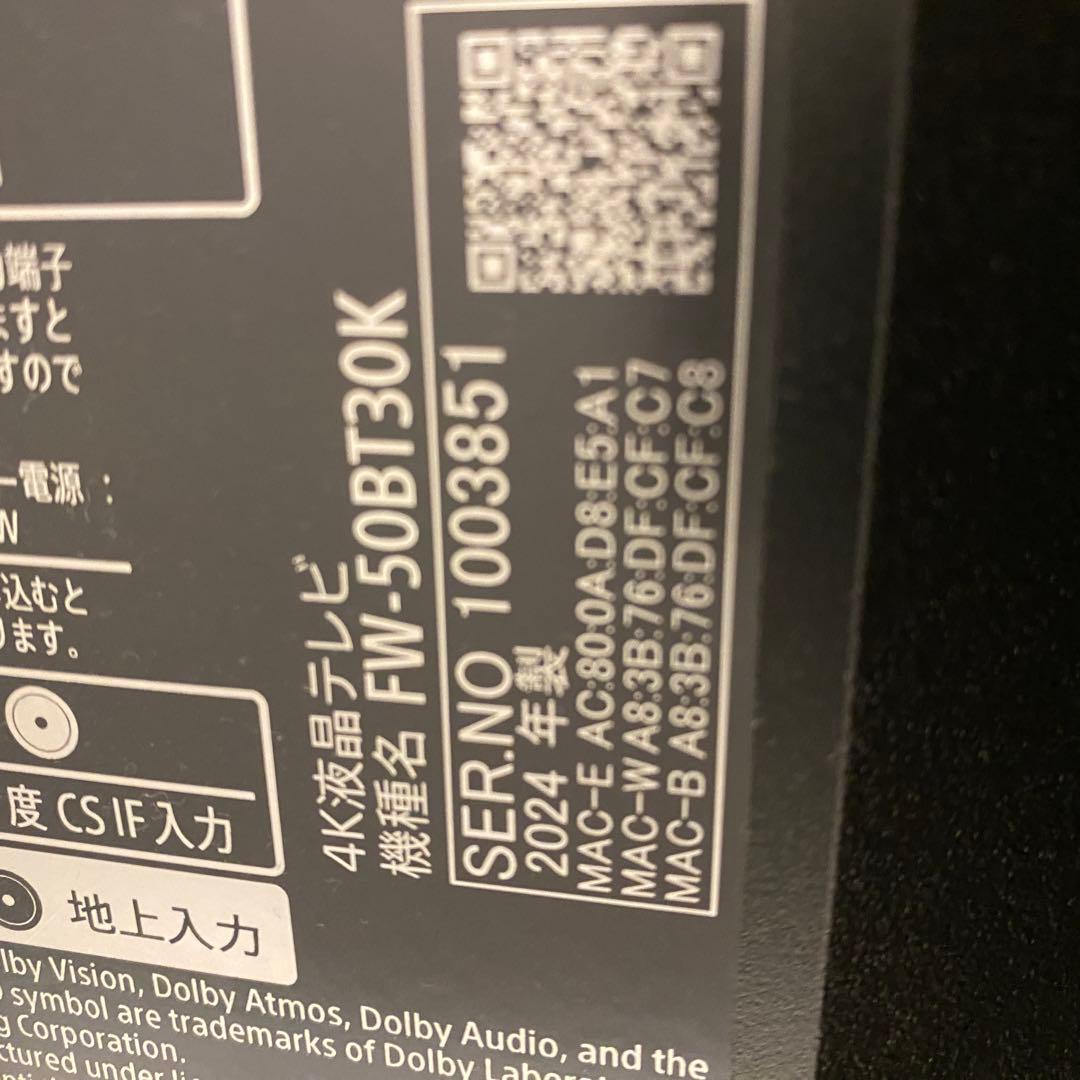 端子
ますと
すので
ー電源：
N
込むと
ります。
度 CS IF 入力
地上入力
4K液晶テレビ
機種名 FW-50BT30K
SER.NO 1003851
2024 年製
MAC-E AC:80:0A:D8:E5:A1
MAC-W A8:3B:76:DF:CF:C7
MAC-B A8:3B:76:DF:CF:C8
lby Vision, Dolby Atmos, Dolby Audio, and the
symbol are trademarks of Dolby Labora
g Corporation.
ctured under li